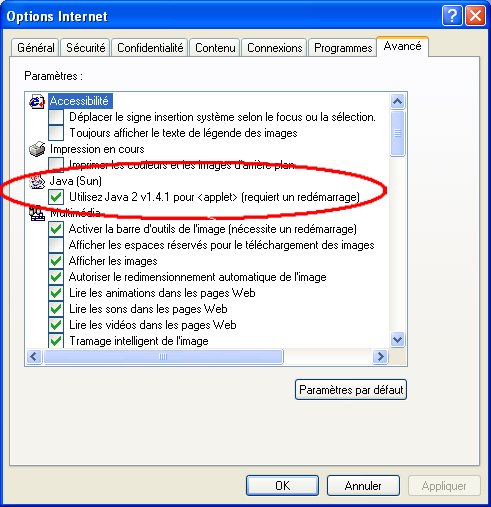 Options Internet
Général Sécurité Confidentialité Contenu Connexions Programmes Avancé
Paramètres :
Accessibilité
Déplacer le signe insertion système selon le focus ou la sélection.
Toujours afficher le texte de légende des images
Impression en cours
Imprimer les couleurs et les images d'arrière-plan
Java (Sun)
Utilisez Java 2 v1.4.1 pour <applet> (requiert un redémarrage)
Multimédia
Activer la barre d'outils de l'image (nécessite un redémarrage)
Afficher les espaces réservés pour le téléchargement des images
Afficher les images
Autoriser le redimensionnement automatique de l'image
Lire les animations dans les pages Web
Lire les sons dans les pages Web
Lire les vidéos dans les pages Web
Tramage intelligent de l'image
Paramètres par défaut
OK Annuler Appliquer